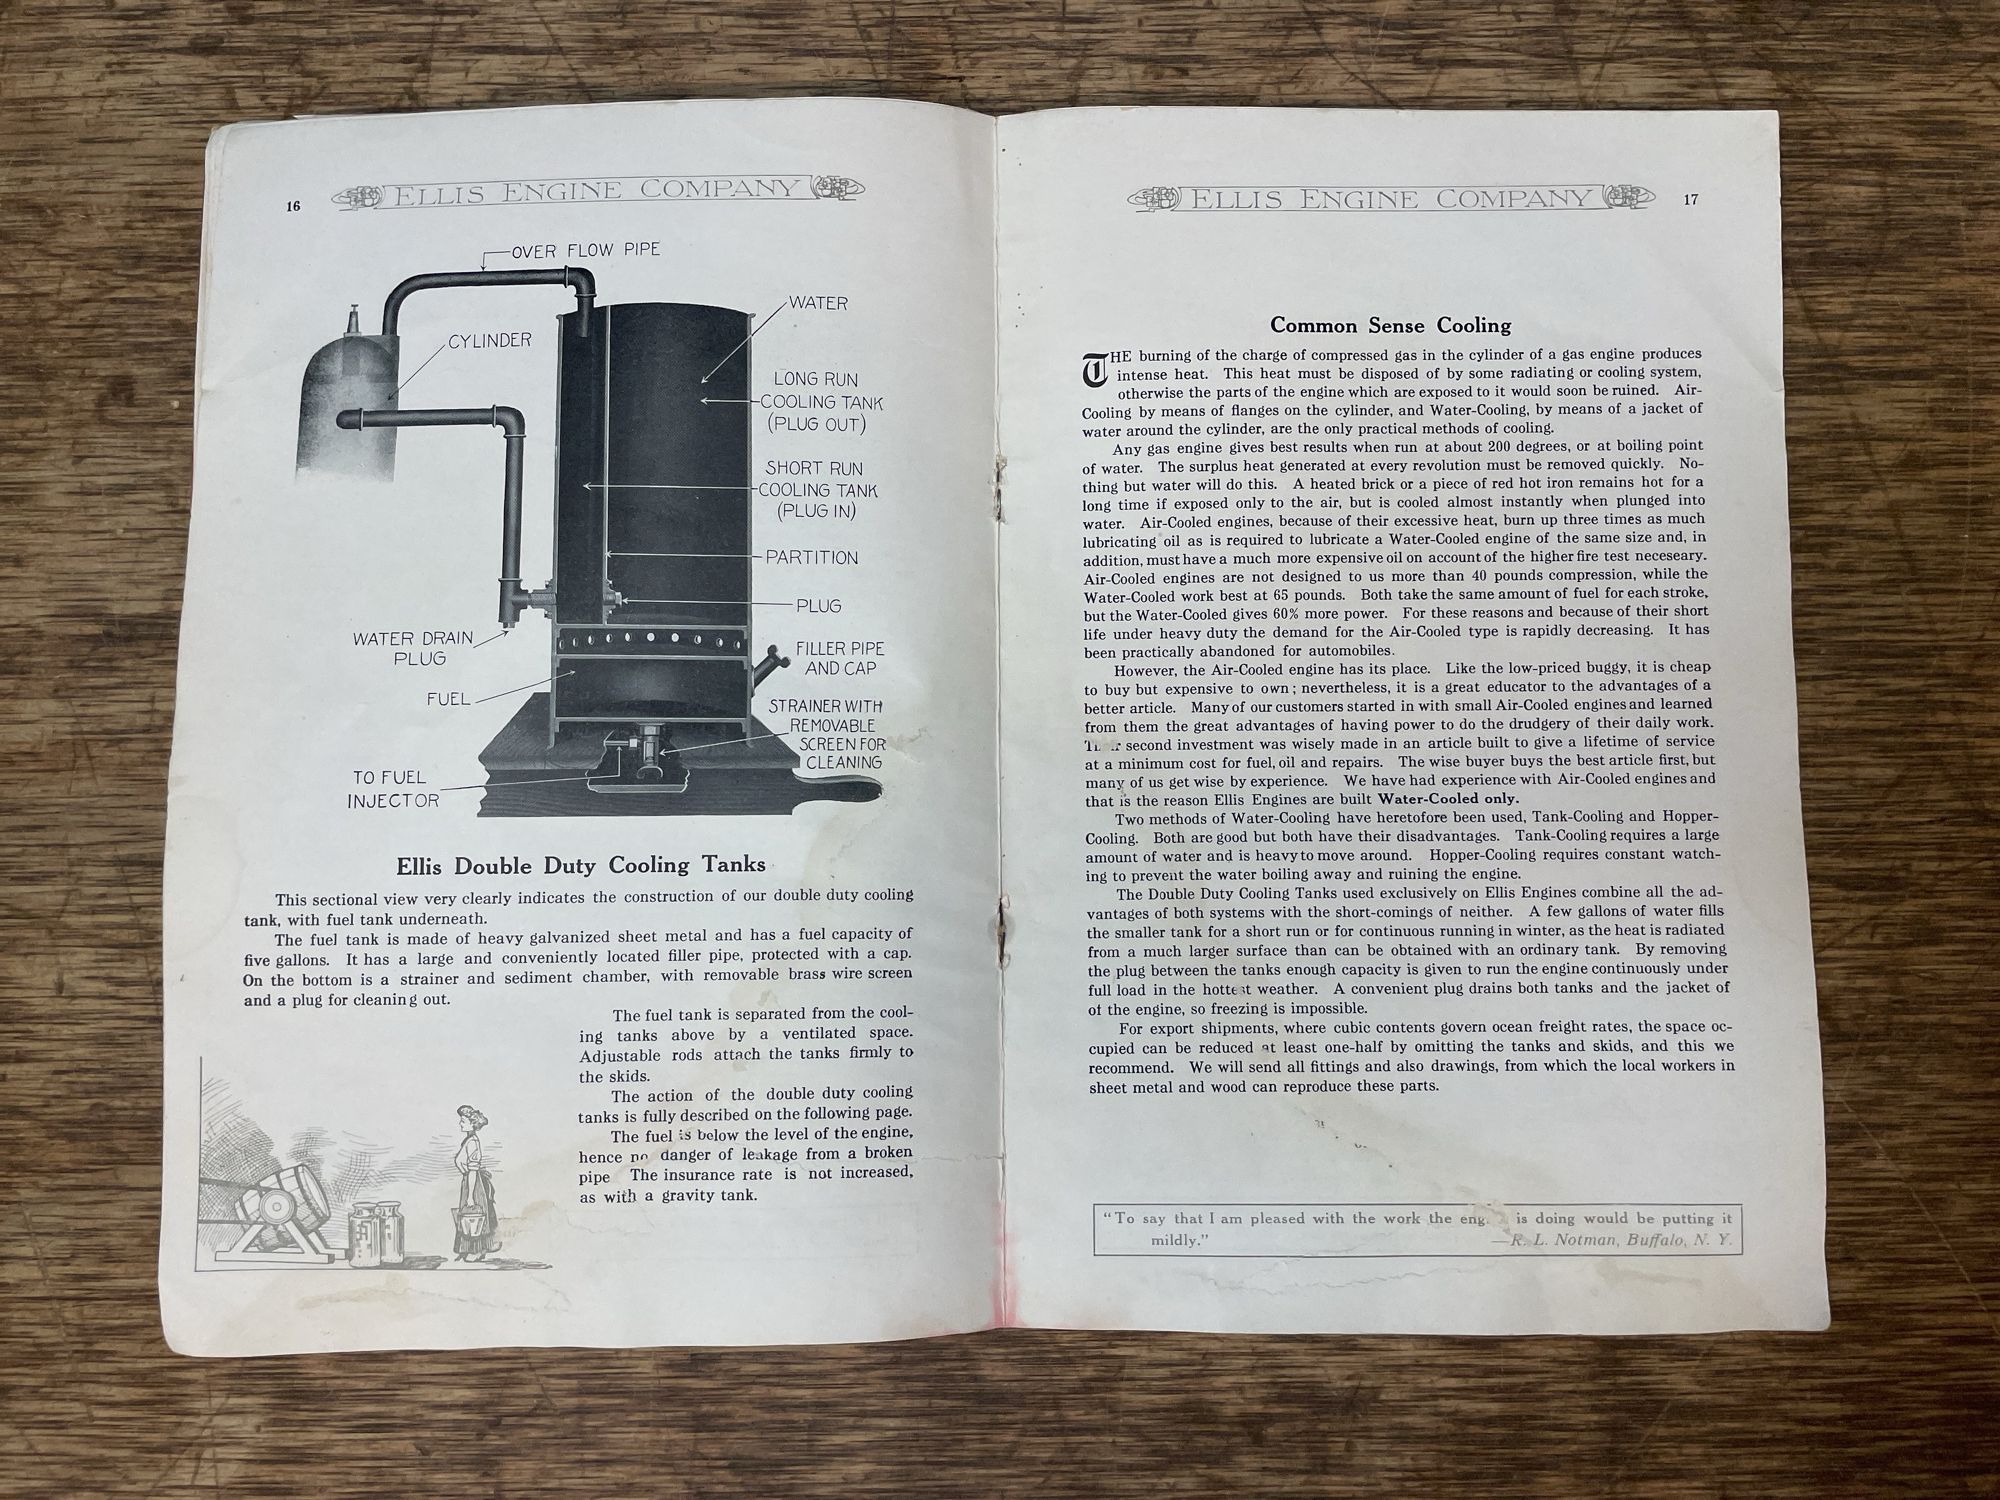 16
ELLIS ENGINE COMPANY
OVER FLOW PIPE
WATER
CYLINDER
LONG RUN
COOLING TANK
(PLUG OUT)
SHORT RUN
COOLING TANK
(PLUG IN)
PARTITION
PLUG
WATER DRAIN
PLUG
FILLER PIPE
AND CAP
FUEL
STRAINER WITH
REMOVABLE
SCREEN FOR
CLEANING
TO FUEL
INJECTOR
Ellis Double Duty Cooling Tanks
This sectional view very clearly indicates the construction of our double duty cooling
tank, with fuel tank underneath.
The fuel tank is made of heavy galvanized sheet metal and has a fuel capacity of
five gallons. It has a large and conveniently located filler pipe, protected with a cap.
On the bottom is a strainer and sediment chamber, with removable brass wire screen
and a plug for cleaning out.
The fuel tank is separated from the cool-
ing tanks above by a ventilated space.
Adjustable rods attach the tanks firmly to
the skids.
The action of the double duty cooling
tanks is fully described on the following page.
The fuel is below the level of the engine,
hence no danger of leakage from a broken
pipe The insurance rate is not increased,
as with a gravity tank.
ELLIS ENGINE COMPANY
17
Common Sense Cooling
THE burning of the charge of compressed gas in the cylinder of a gas engine produces
intense heat. This heat must be disposed of by some radiating or cooling system,
otherwise the parts of the engine which are exposed to it would soon be ruined. Air-
Cooling by means of flanges on the cylinder, and Water-Cooling, by means of a jacket of
water around the cylinder, are the only practical methods of cooling.
Any gas engine gives best results when run at about 200 degrees, or at boiling point
of water. The surplus heat generated at every revolution must be removed quickly. No-
thing but water will do this. A heated brick or a piece of red hot iron remains hot for a
long time if exposed only to the air, but is cooled almost instantly when plunged into
water. Air-Cooled engines, because of their excessive heat, burn up three times as much
lubricating oil as is required to lubricate a Water-Cooled engine of the same size and, in
addition, must have a much more expensive oil on account of the higher fire test neceseary.
Air-Cooled engines are not designed to us more than 40 pounds compression, while the
Water-Cooled work best at 65 pounds. Both take the same amount of fuel for each stroke,
but the Water-Cooled gives 60% more power. For these reasons and because of their short
life under heavy duty the demand for the Air-Cooled type is rapidly decreasing. It has
been practically abandoned for automobiles.
However, the Air-Cooled engine has its place. Like the low-priced buggy, it is cheap
to buy but expensive to own; nevertheless, it is a great educator to the advantages of a
better article. Many of our customers started in with small Air-Cooled engines and learned
from them the great advantages of having power to do the drudgery of their daily work.
second investment was wisely made in an article built to give a lifetime of service
at a minimum cost for fuel, oil and repairs. The wise buyer buys the best article first, but
many of us get wise by experience. We have had experience with Air-Cooled engines and
that is the reason Ellis Engines are built Water-Cooled only.
Two methods of Water-Cooling have heretofore been used, Tank-Cooling and Hopper-
Cooling. Both are good but both have their disadvantages. Tank-Cooling requires a large
amount of water and is heavy to move around. Hopper-Cooling requires constant watch-
ing to prevent the water boiling away and ruining the engine.
The Double Duty Cooling Tanks used exclusively on Ellis Engines combine all the ad-
vantages of both systems with the short-comings of neither. A few gallons of water fills
the smaller tank for a short run or for continuous running in winter, as the heat is radiated
from a much larger surface than can be obtained with an ordinary tank. By removing
the plug between the tanks enough capacity is given to run the engine continuously under
full load in the hottest weather. A convenient plug drains both tanks and the jacket of
of the engine, so freezing is impossible.
For export shipments, where cubic contents govern ocean freight rates, the space oc-
cupied can be reduced at least one-half by omitting the tanks and skids, and this we
recommend. We will send all fittings and also drawings, from which the local workers in
sheet metal and wood can reproduce these parts.
"To say that I am pleased with the work the is doing would be putting it
mildly." —R. L. Notman, Buffalo, N. Y.